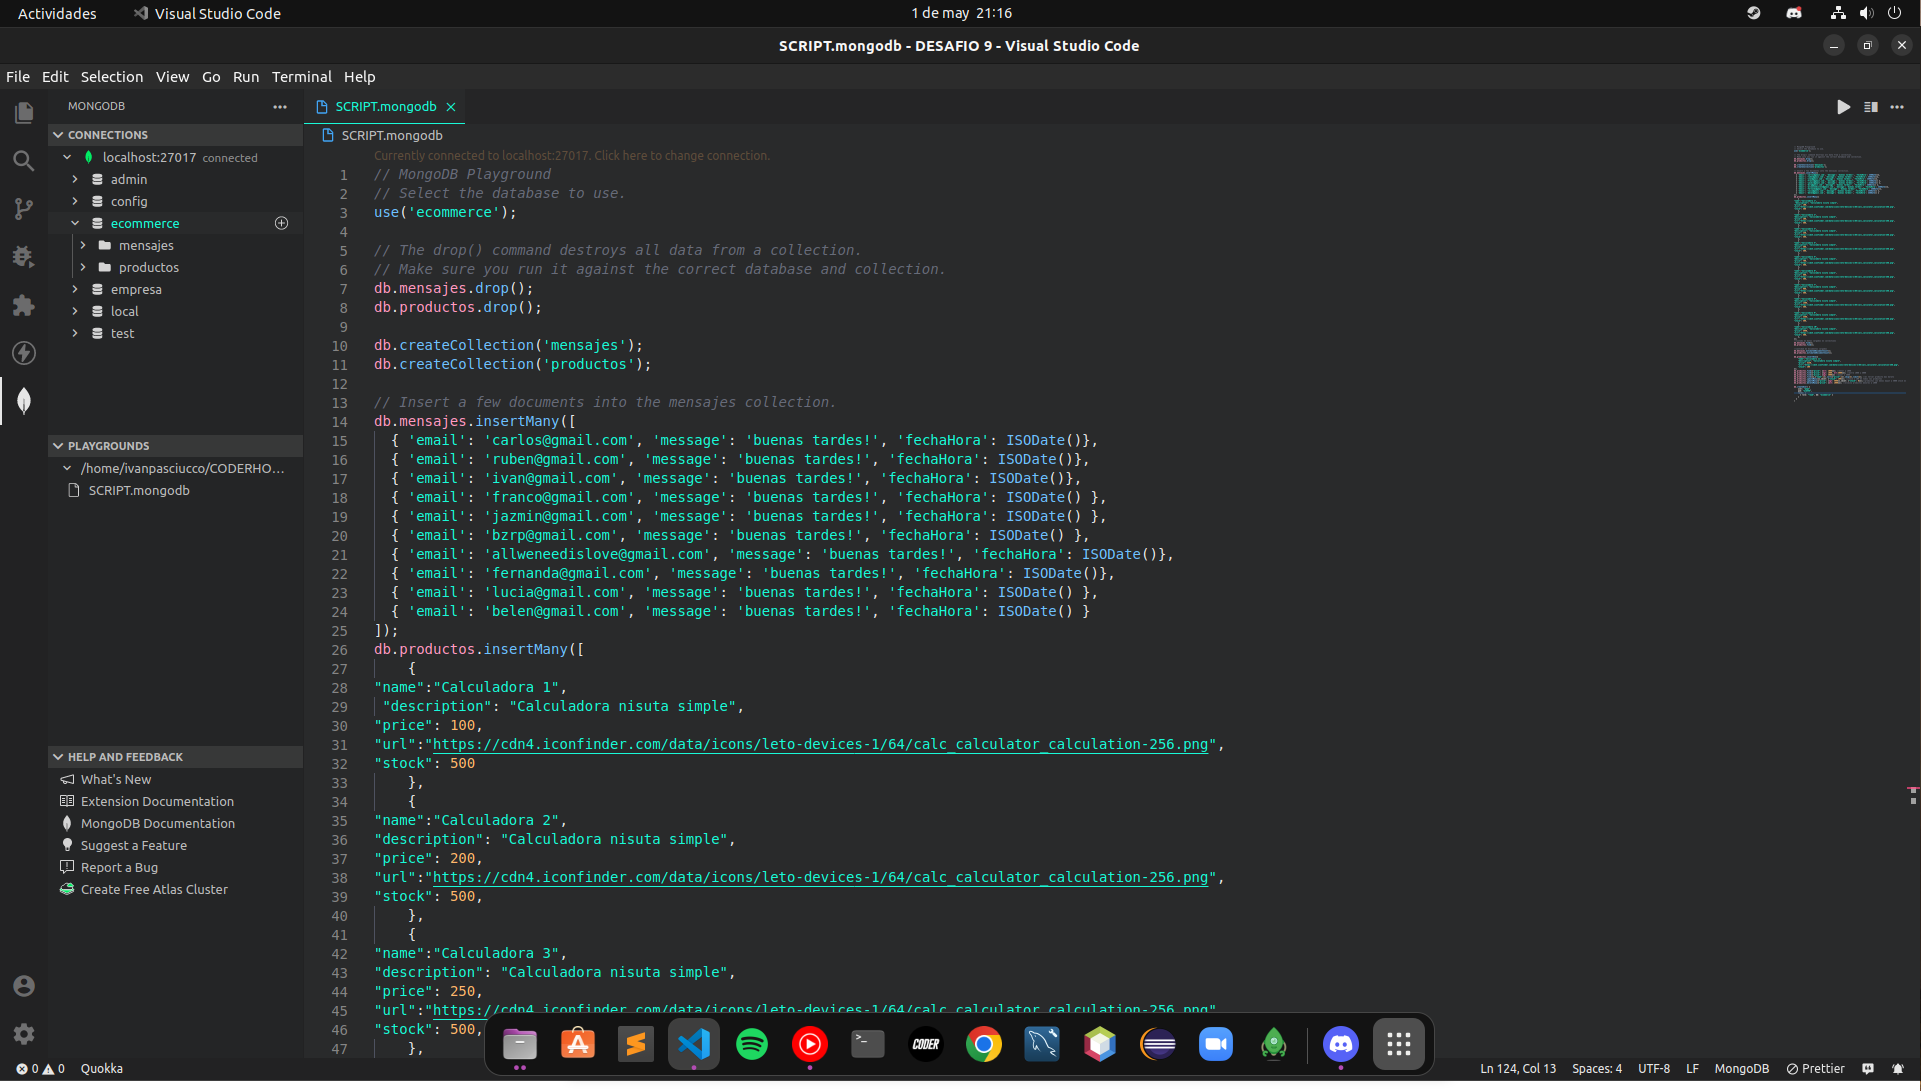 Actividades
Visual Studio Code
1 de may 21:16
SCRIPT.mongodb - DESAFIO 9 - Visual Studio Code
File Edit Selection View Go Run Terminal Help
MONGODB
CONNECTIONS
localhost:27017 connected
admin
config
ecommerce
mensajes
productos
empresa
local
test
PLAYGROUNDS
/home/ivanpasciucco/CODERHO...
SCRIPT.mongodb
HELP AND FEEDBACK
What's New
Extension Documentation
MongoDB Documentation
Suggest a Feature
Report a Bug
Create Free Atlas Cluster
SCRIPT.mongodb
SCRIPT.mongodb
Currently connected to localhost:27017. Click here to change connection.
1 // MongoDB Playground
2 // Select the database to use.
3 use('ecommerce');
4
5 // The drop() command destroys all data from a collection.
6 // Make sure you run it against the correct database and collection.
7 db.mensajes.drop();
8 db.productos.drop();
9
10 db.createCollection('mensajes');
11 db.createCollection('productos');
12
13 // Insert a few documents into the mensajes collection.
14 db.mensajes.insertMany([
15 { 'email': 'carlos@gmail.com', 'message': 'buenas tardes!', 'fechaHora': ISODate()},
16 { 'email': 'ruben@gmail.com', 'message': 'buenas tardes!', 'fechaHora': ISODate()},
17 { 'email': 'ivan@gmail.com', 'message': 'buenas tardes!', 'fechaHora': ISODate()},
18 { 'email': 'franco@gmail.com', 'message': 'buenas tardes!', 'fechaHora': ISODate() },
19 { 'email': 'jazmin@gmail.com', 'message': 'buenas tardes!', 'fechaHora': ISODate() },
20 { 'email': 'bzrp@gmail.com', 'message': 'buenas tardes!', 'fechaHora': ISODate() },
21 { 'email': 'allweneedislove@gmail.com', 'message': 'buenas tardes!', 'fechaHora': ISODate()},
22 { 'email': 'fernanda@gmail.com', 'message': 'buenas tardes!', 'fechaHora': ISODate()},
23 { 'email': 'lucia@gmail.com', 'message': 'buenas tardes!', 'fechaHora': ISODate() },
24 { 'email': 'belen@gmail.com', 'message': 'buenas tardes!', 'fechaHora': ISODate() }
25 ]);
26 db.productos.insertMany([
27 {
28 "name":"Calculadora 1",
29 "description": "Calculadora nisuta simple",
30 "price": 100,
31 "url":"https://cdn4.iconfinder.com/data/icons/leto-devices-1/64/calc_calculator_calculation-256.png",
32 "stock": 500
33 },
34 {
35 "name":"Calculadora 2",
36 "description": "Calculadora nisuta simple",
37 "price": 200,
38 "url":"https://cdn4.iconfinder.com/data/icons/leto-devices-1/64/calc_calculator_calculation-256.png",
39 "stock": 500,
40 },
41 {
42 "name":"Calculadora 3",
43 "description": "Calculadora nisuta simple",
44 "price": 250,
45 "url":"https://cdn4.iconfinder.com/data/icons/leto-devices-1/64/calc_calculator_calculation-256.png"
46 "stock": 500,
47 },
CODER
0 0 Quokka
Ln 124, Col 13 Spaces: 4 UTF-8 LF MongoDB Prettier